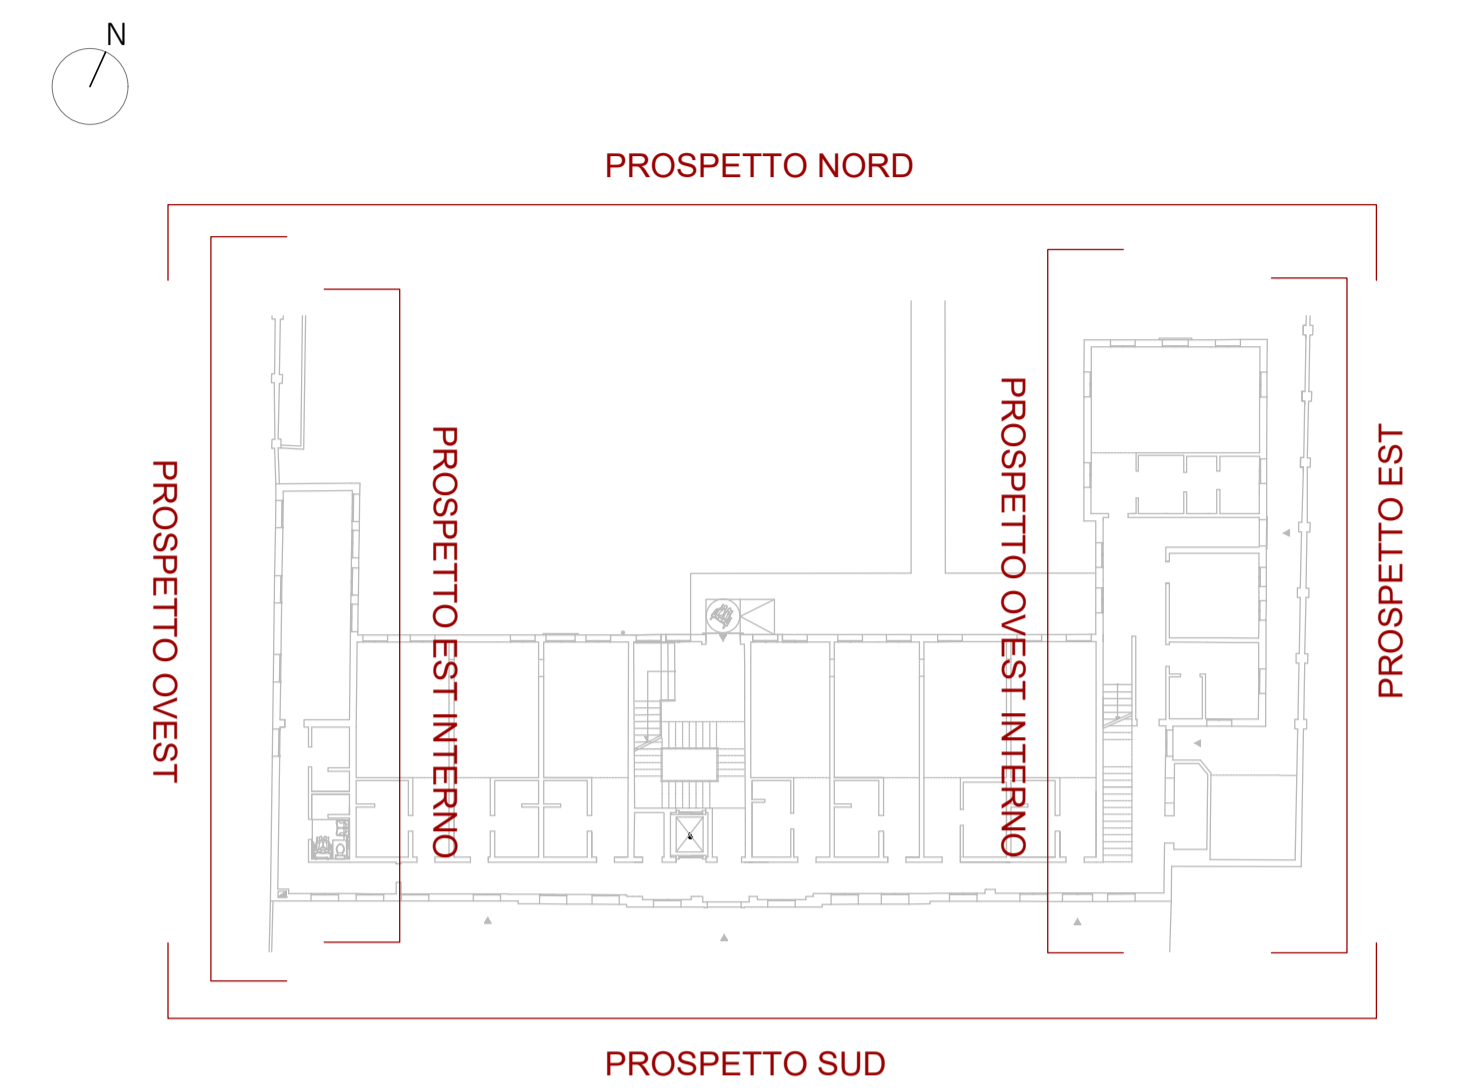 N
PROSPETTO NORD
PROSPETTO OVEST
PROSPETTO EST INTERNO
PROSPETTO OVEST INTERNO
PROSPETTO EST
PROSPETTO SUD